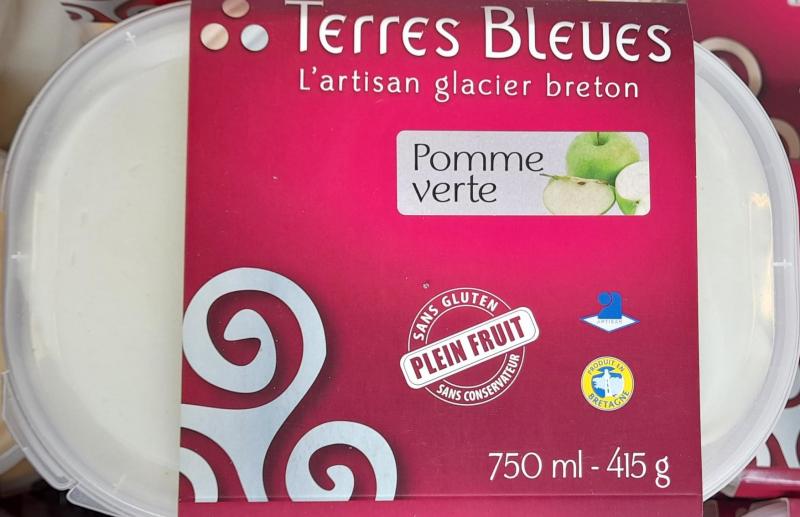 Terres Bleues
L'artisan glacier breton
Pomme
verte
SANS GLUTEN
PLEIN FRUIT
SANS CONSERVATEUR
ARTISAN
PRODUIT EN
BRETAGNE
750 ml - 415 g